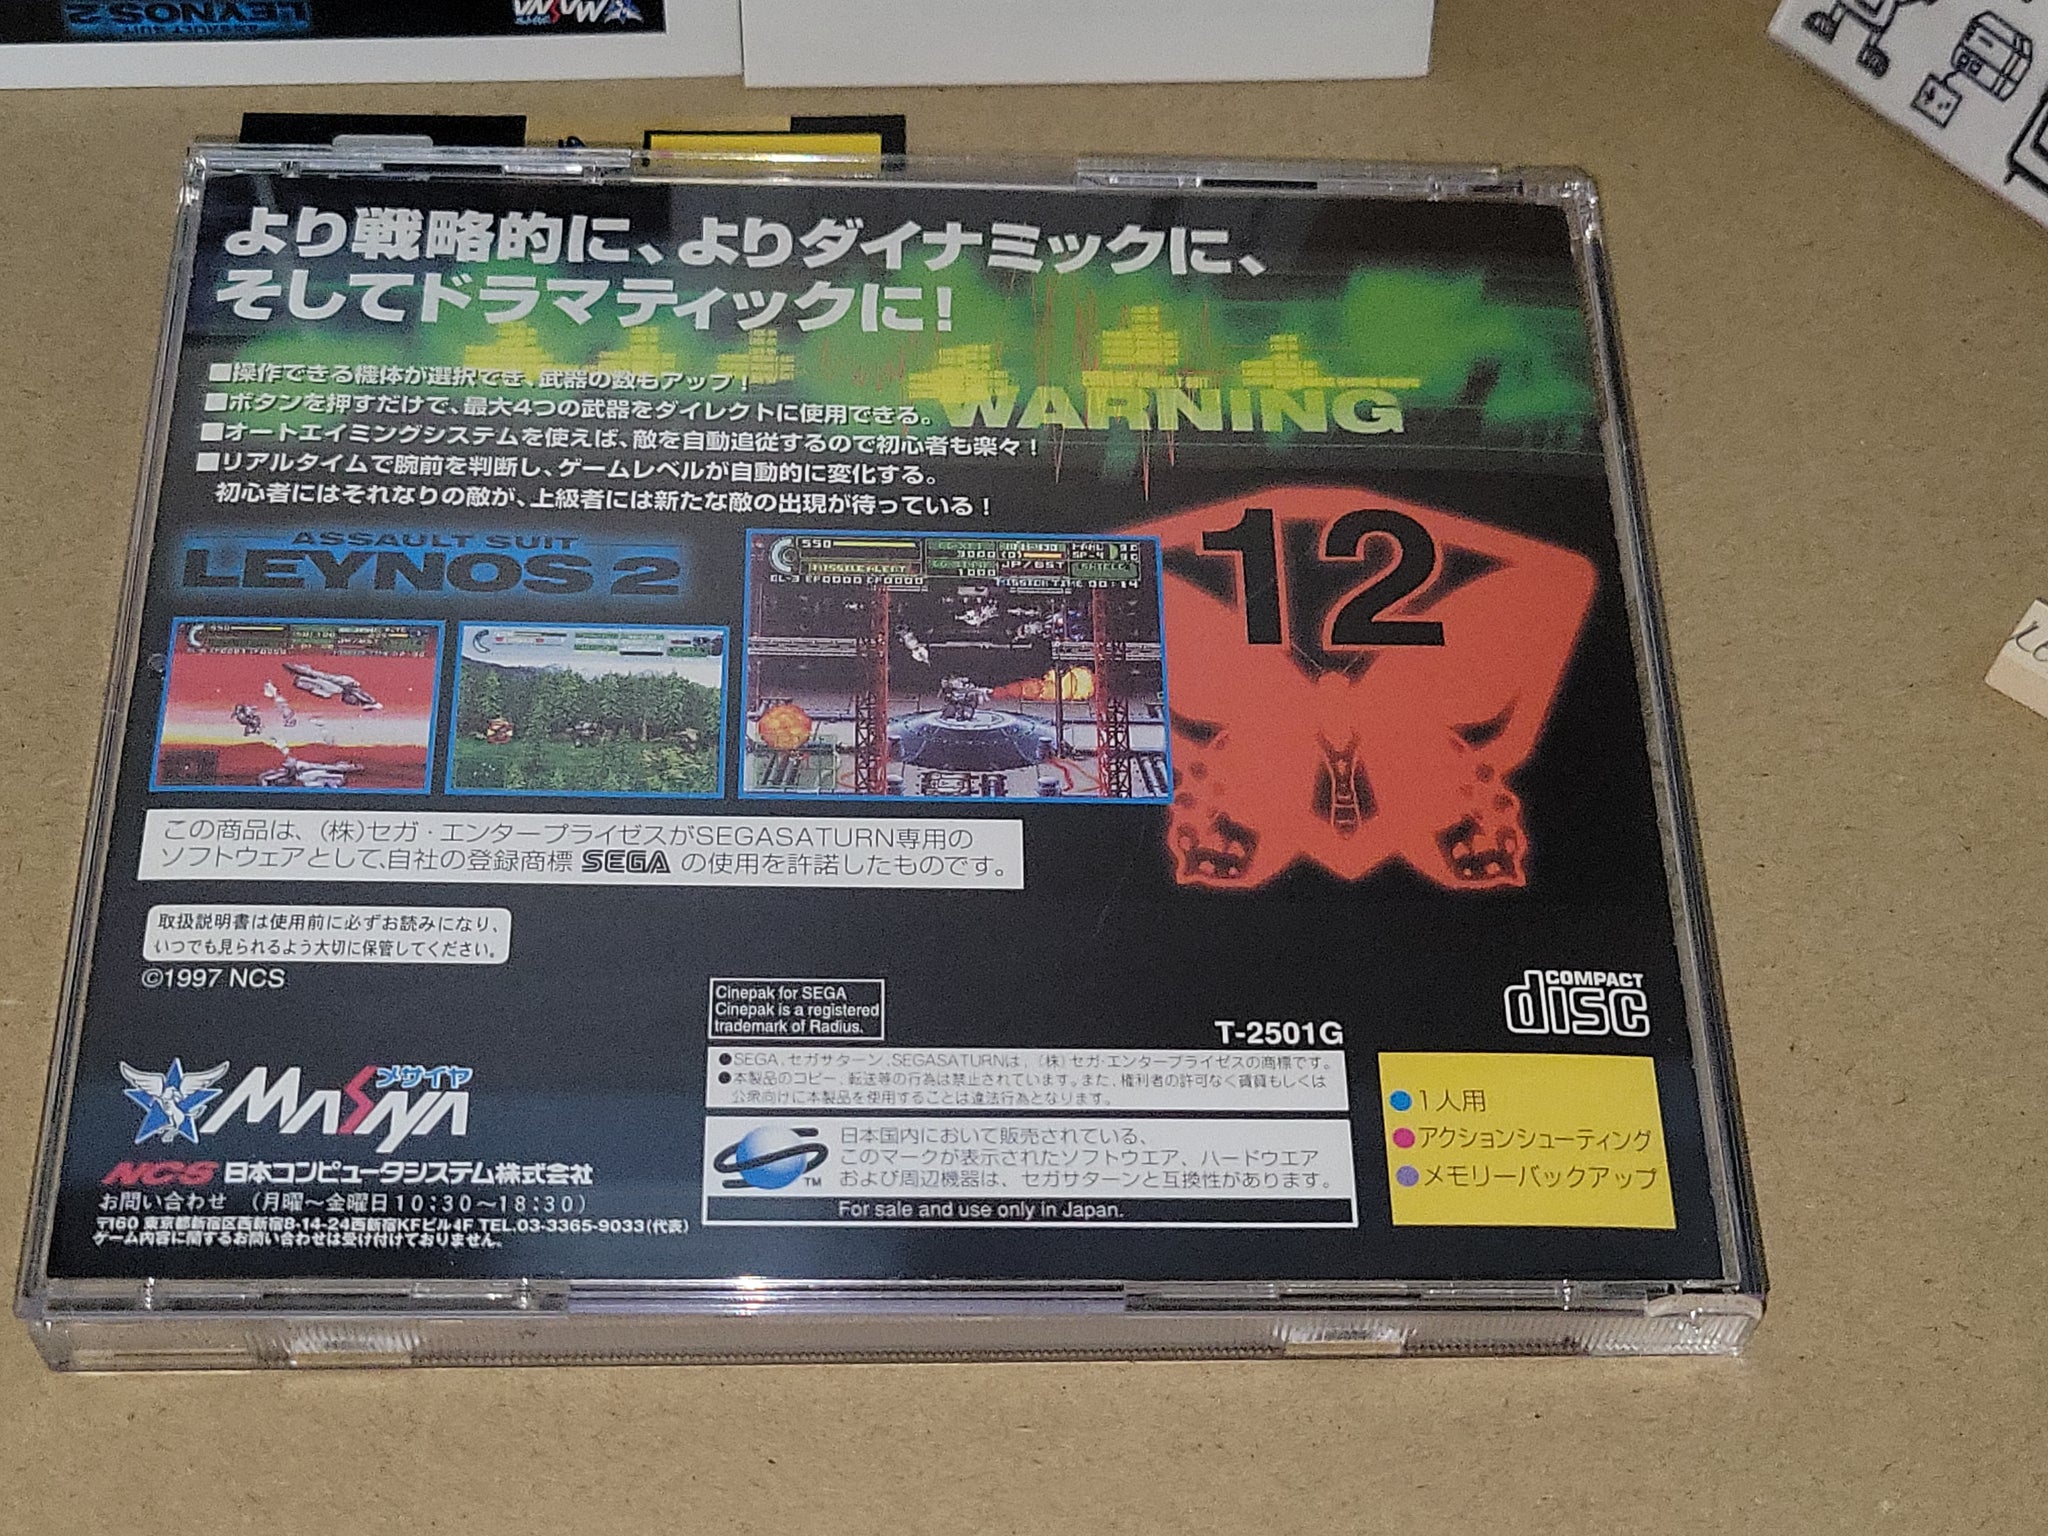 LEYNOS 2
ASSAULT SUIT
MASAYA
より戦略的に、よりダイナミックに、
そしてドラマティックに!
■操作できる機体が選択でき、武器の数もアップ!
■ボタンを押すだけで、最大4つの武器をダイレクトに使用できる。
■オートエイミングシステムを使えば、敵を自動追従するので初心者も楽々!
■リアルタイムで腕前を判断し、ゲームレベルが自動的に変化する。
初心者にはそれなりの敵が、上級者には新たな敵の出現が待っている!
WARNING
ASSAULT SUIT
LEYNOS 2
550
MISSILE ALERT
3000
1000
JP/6ST
SHIELD
MISSION TIME 00:14
12
この商品は、(株)セガ・エンタープライゼスがSEGASATURN専用の
ソフトウェアとして、自社の登録商標 SEGA の使用を許諾したものです。
取扱説明書は使用前に必ずお読みになり、
いつでも見られるよう大切に保管してください。
©1997 NCS
Cinepak for SEGA
Cinepak is a registered
trademark of Radius.
T-2501G
COMPACT
disc
●SEGA、セガサターン、SEGASATURNは、(株)セガ・エンタープライゼスの商標です。
●本製品のコピー、転送等の行為は禁止されています。また、権利者の許可なく賃貸もしくは
公衆向けに本製品を使用することは違法行為となります。
メサイヤ
MASAYA
NCS 日本コンピュータシステム株式会社
お問い合わせ (月曜～金曜日10:30～18:30)
〒160 東京都新宿区西新宿8-14-24西新宿KFビル4F TEL.03-3365-9033(代表)
ゲーム内容に関するお問い合わせは受け付けておりません。
日本国内において販売されている、
このマークが表示されたソフトウエア、ハードウエア
および周辺機器は、セガサターンと互換性があります。
TM
For sale and use only in Japan.
●1人用
●アクションシューティング
●メモリーバックアップ